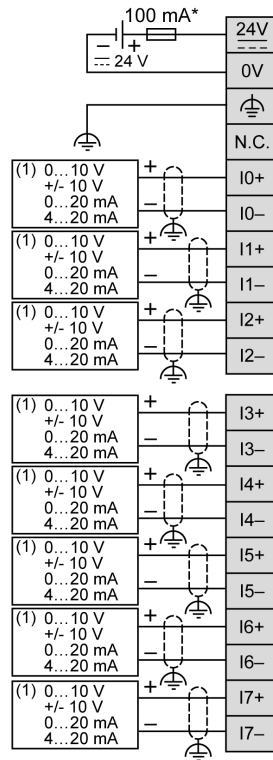 100 mA*
24V
– +
24 V
0V
N.C.
(1) 0...10 V + I0+
+/- 10 V
0...20 mA – I0–
4...20 mA
(1) 0...10 V + I1+
+/- 10 V
0...20 mA – I1–
4...20 mA
(1) 0...10 V + I2+
+/- 10 V
0...20 mA – I2–
4...20 mA
(1) 0...10 V + I3+
+/- 10 V
0...20 mA – I3–
4...20 mA
(1) 0...10 V + I4+
+/- 10 V
0...20 mA – I4–
4...20 mA
(1) 0...10 V + I5+
+/- 10 V
0...20 mA – I5–
4...20 mA
(1) 0...10 V + I6+
+/- 10 V
0...20 mA – I6–
4...20 mA
(1) 0...10 V + I7+
+/- 10 V
0...20 mA – I7–
4...20 mA